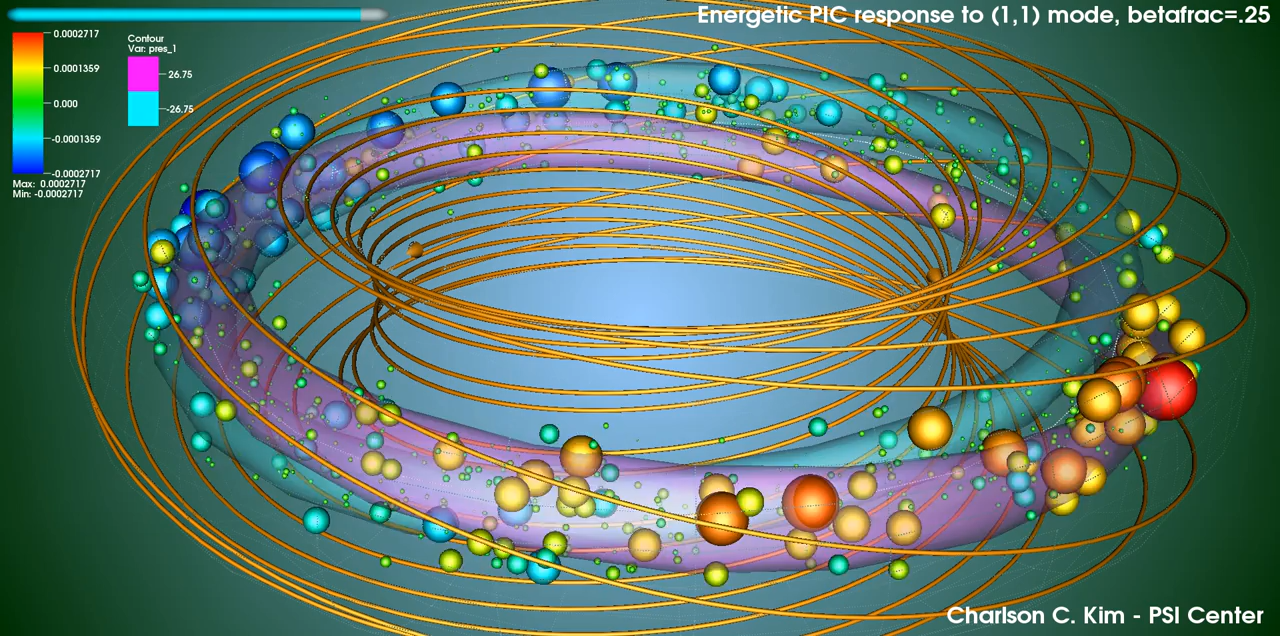 Energetic PIC response to (1,1) mode, betafrac=.25
0.0002717
0.0001359
0.000
-0.0001359
-0.0002717
Max: 0.0002717
Min: -0.0002717
Contour
Var: pres_1
26.75
-26.75
Charlson C. Kim - PSI Center